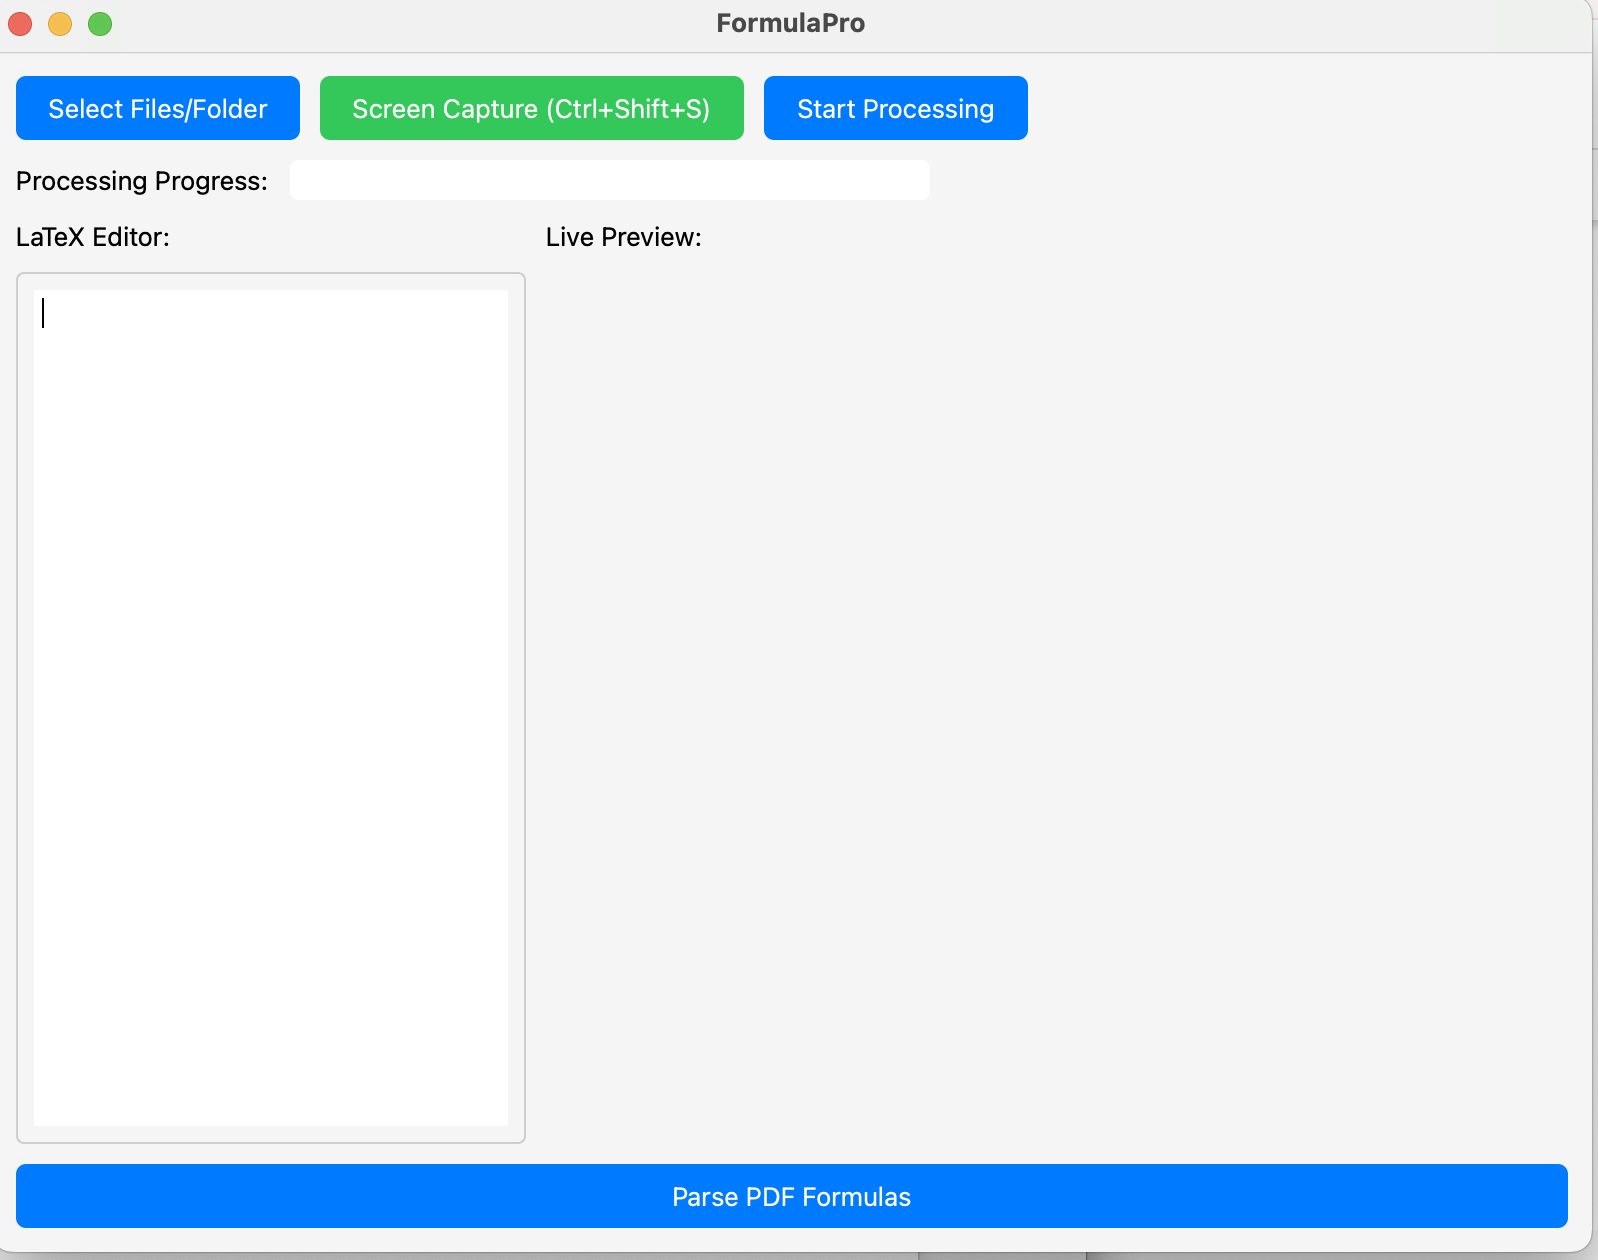 FormulaPro
Select Files/Folder
Screen Capture (Ctrl+Shift+S)
Start Processing
Processing Progress:
LaTeX Editor:
Live Preview:
Parse PDF Formulas